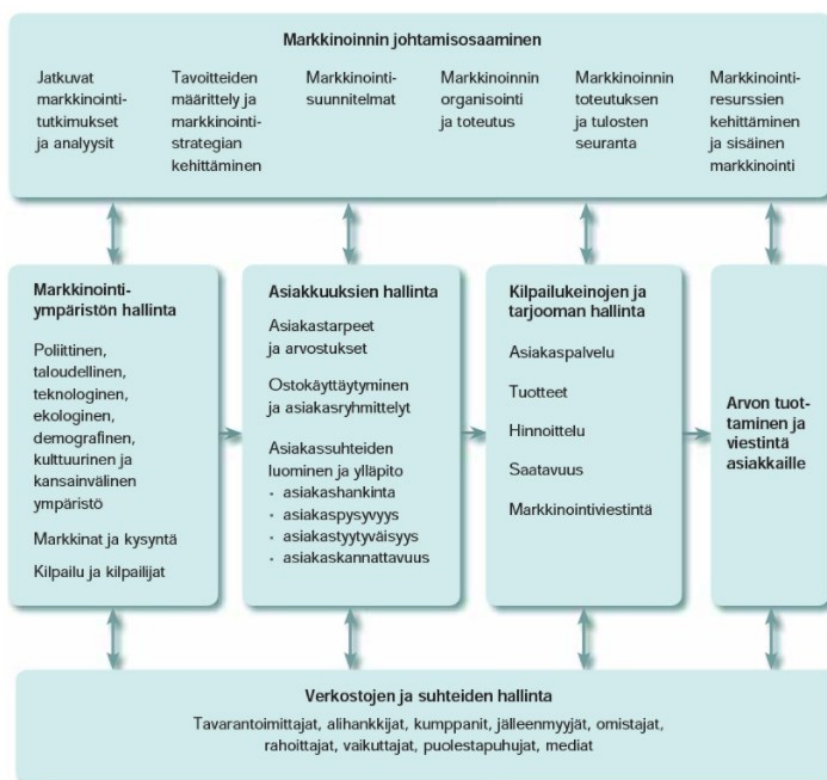 Markkinoinnin johtamisosaaminen
Jatkuvat
markkinointi-
tutkimukset
ja analyysit
Tavoitteiden
määrittely ja
markkinointi-
strategian
kehittäminen
Markkinointi-
suunnitelmat
Markkinoinnin
organisointi
ja toteutus
Markkinoinnin
toteutuksen
ja tulosten
seuranta
Markkinointi-
resurssien
kehittäminen
ja sisäinen
markkinointi
Markkinointi-
ympäristön hallinta
Poliittinen,
taloudellinen,
teknologinen,
ekologinen,
demografinen,
kulttuurinen ja
kansainvälinen
ympäristö
Markkinat ja kysyntä
Kilpailu ja kilpailijat
Asiakkuuksien hallinta
Asiakastarpeet
ja arvostukset
Ostokäyttäytyminen
ja asiakasryhmittelyt
Asiakassuhteiden
luominen ja ylläpito
• asiakashankinta
• asiakaspysyvyys
• asiakastyytyväisyys
• asiakaskannattavuus
Kilpailukeinojen ja
tarjooman hallinta
Asiakaspalvelu
Tuotteet
Hinnoittelu
Saatavuus
Markkinointiviestintä
Arvon tuot-
taminen ja
viestintä
asiakkaille
Verkostojen ja suhteiden hallinta
Tavarantoimittajat, alihankkijat, kumppanit, jälleenmyyjät, omistajat,
rahoittajat, vaikuttajat, puolestapuhujat, mediat